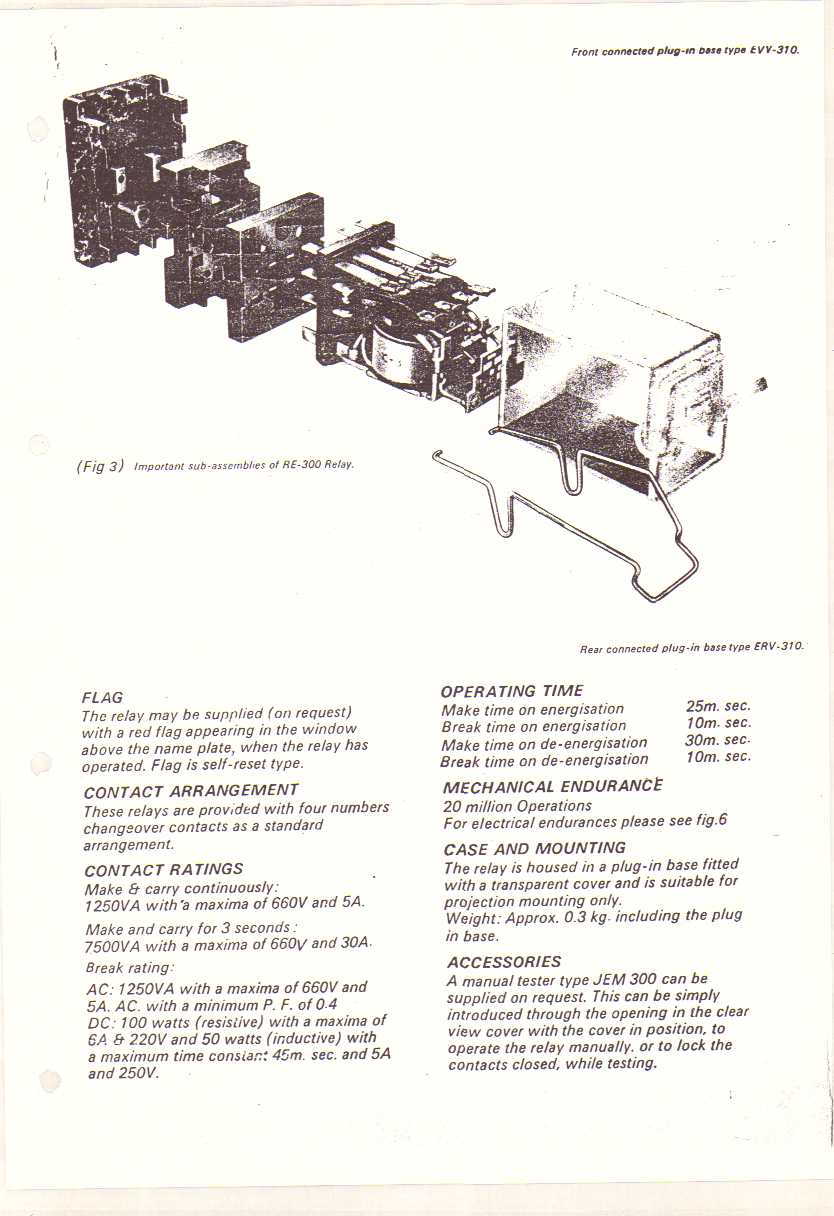 Front connected plug-in base type EVV-310.
(Fig 3) Important sub-assemblies of RE-300 Relay.
Rear connected plug-in base type ERV-310.
FLAG
The relay may be supplied (on request)
with a red flag appearing in the window
above the name plate, when the relay has
operated. Flag is self-reset type.
CONTACT ARRANGEMENT
These relays are provided with four numbers
changeover contacts as a standard
arrangement.
CONTACT RATINGS
Make & carry continuously:
1250VA with a maxima of 660V and 5A.
Make and carry for 3 seconds:
7500VA with a maxima of 660V and 30A.
Break rating:
AC: 1250VA with a maxima of 660V and
5A. AC. with a minimum P. F. of 0.4
DC: 100 watts (resistive) with a maxima of
6A & 220V and 50 watts (inductive) with
a maximum time constant 45m. sec. and 5A
and 250V.
OPERATING TIME
Make time on energisation 25m. sec.
Break time on energisation 10m. sec.
Make time on de-energisation 30m. sec.
Break time on de-energisation 10m. sec.
MECHANICAL ENDURANCE
20 million Operations
For electrical endurances please see fig.6
CASE AND MOUNTING
The relay is housed in a plug-in base fitted
with a transparent cover and is suitable for
projection mounting only.
Weight: Approx. 0.3 kg. including the plug
in base.
ACCESSORIES
A manual tester type JEM 300 can be
supplied on request. This can be simply
introduced through the opening in the clear
view cover with the cover in position, to
operate the relay manually. or to lock the
contacts closed, while testing.